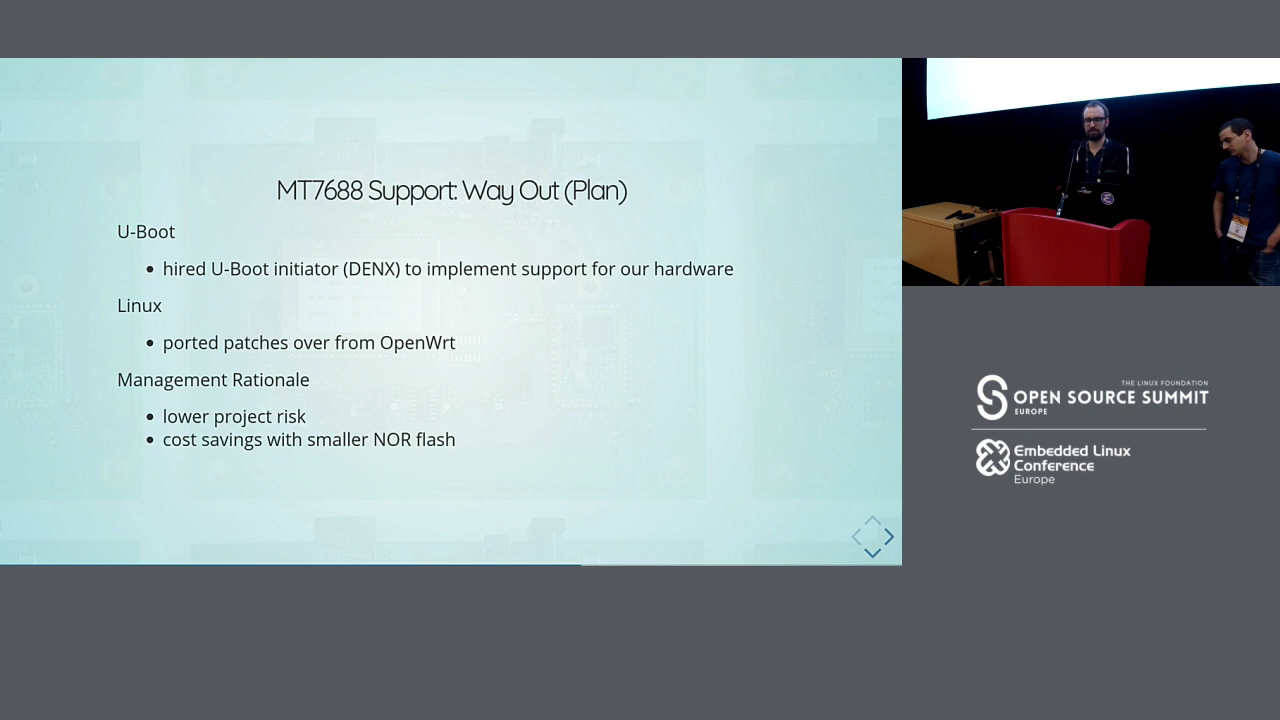 MT7688 Support: Way Out (Plan)
U-Boot
hired U-Boot initiator (DENX) to implement support for our hardware
Linux
ported patches over from OpenWrt
Management Rationale
lower project risk
cost savings with smaller NOR flash
THE LINUX FOUNDATION
OPEN SOURCE SUMMIT
EUROPE
Embedded Linux
Conference
Europe